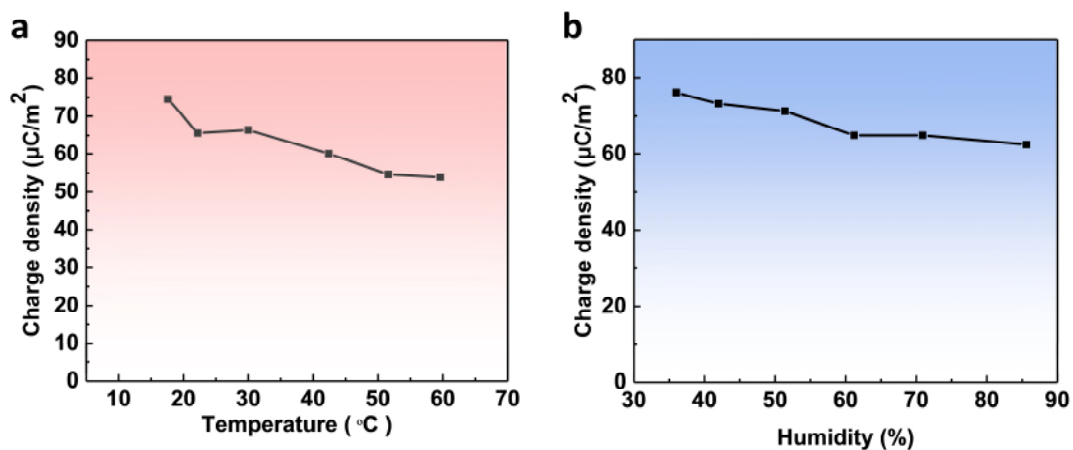 a
90
80
70
60
50
40
30
20
10
0
Charge density (μC/m²)
10 20 30 40 50 60 70
Temperature ( °C )
b
80
60
40
20
0
Charge density (μC/m²)
30 40 50 60 70 80 90
Humidity (%)